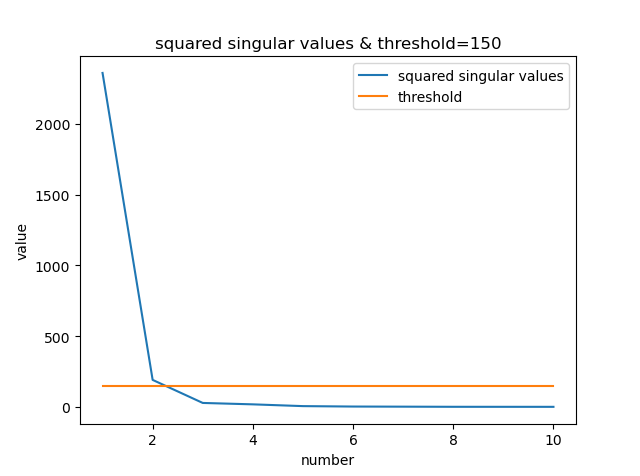 squared singular values & threshold=150
squared singular values
threshold
2000
1500
1000
500
0
value
2 4 6 8 10
number